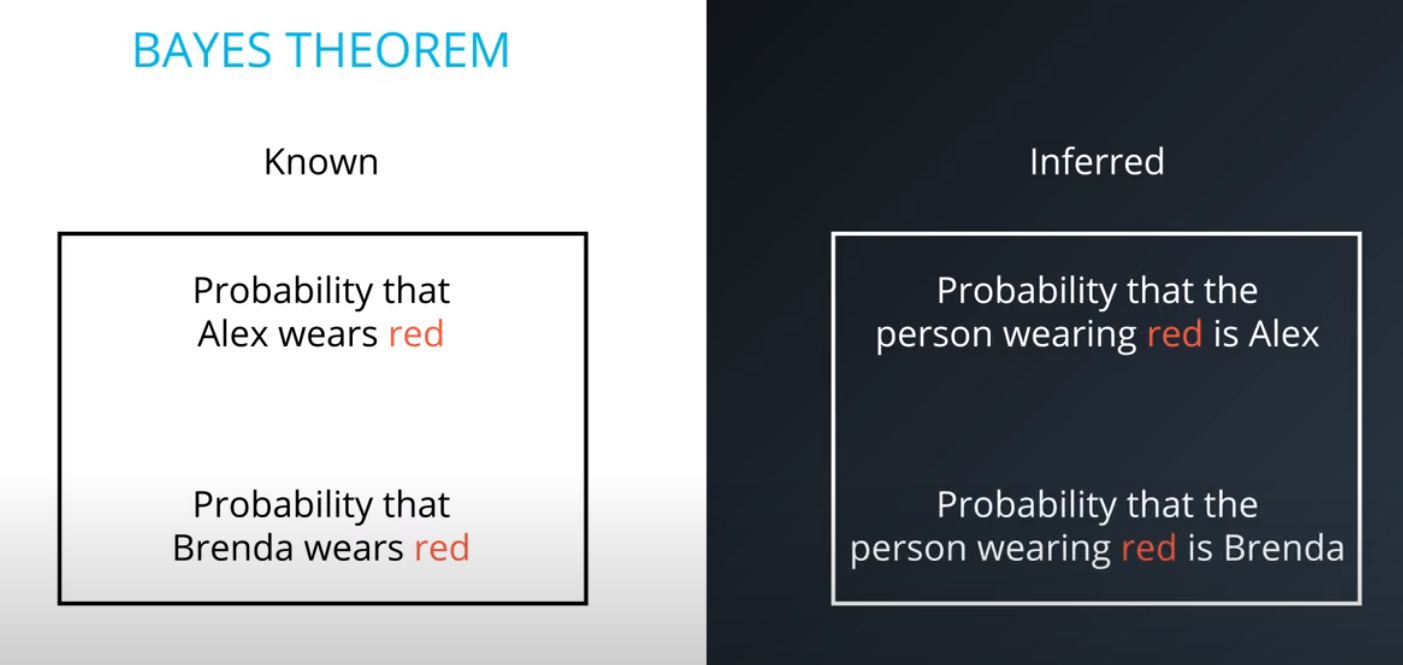 BAYES THEOREM
Known
Probability that
Alex wears red
Probability that
Brenda wears red
Inferred
Probability that the
person wearing red is Alex
Probability that the
person wearing red is Brenda